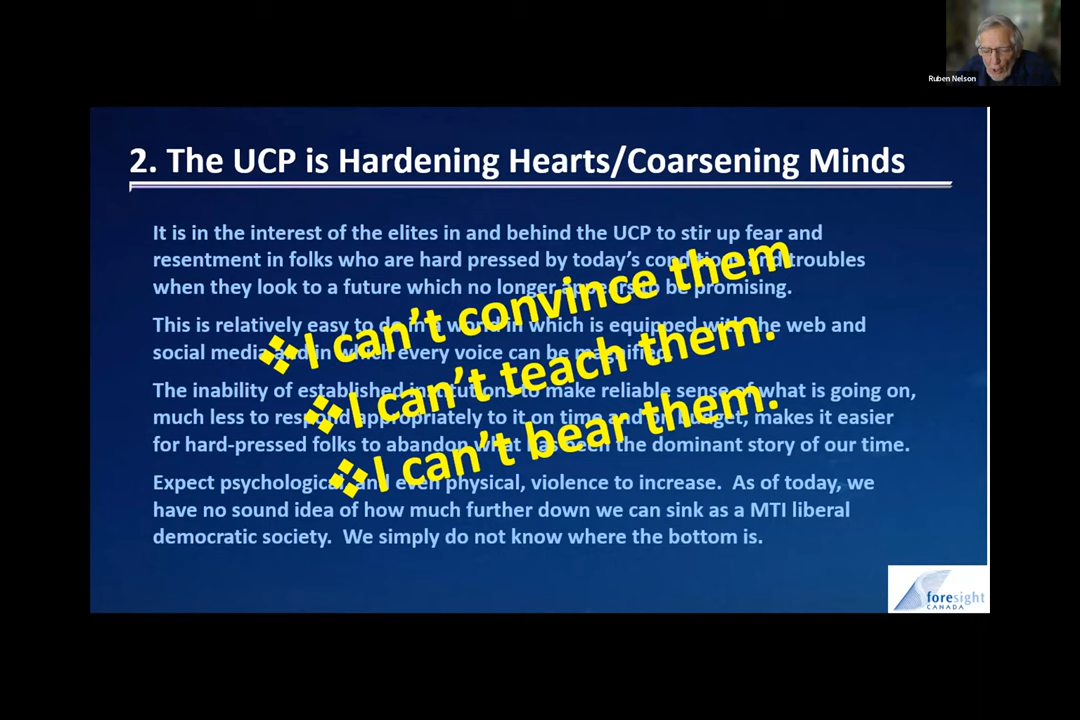 Ruben Nelson
2. The UCP is Hardening Hearts/Coarsening Minds
It is in the interest of the elites in and behind the UCP to stir up fear and
resentment in folks who are hard pressed by today's conditions and troubles
when they look to a future which no longer appears to be promising.
This is relatively easy to do in a world in which is equipped with the web and
social media and in which every voice can be magnified.
The inability of established institutions to make reliable sense of what is going on,
much less to respond appropriately to it on time and on budget, makes it easier
for hard-pressed folks to abandon what has been the dominant story of our time.
Expect psychological, and even physical, violence to increase. As of today, we
have no sound idea of how much further down we can sink as a MTI liberal
democratic society. We simply do not know where the bottom is.
❖I can't convince them
❖I can't teach them.
❖I can't bear them.
foresight
CANADA